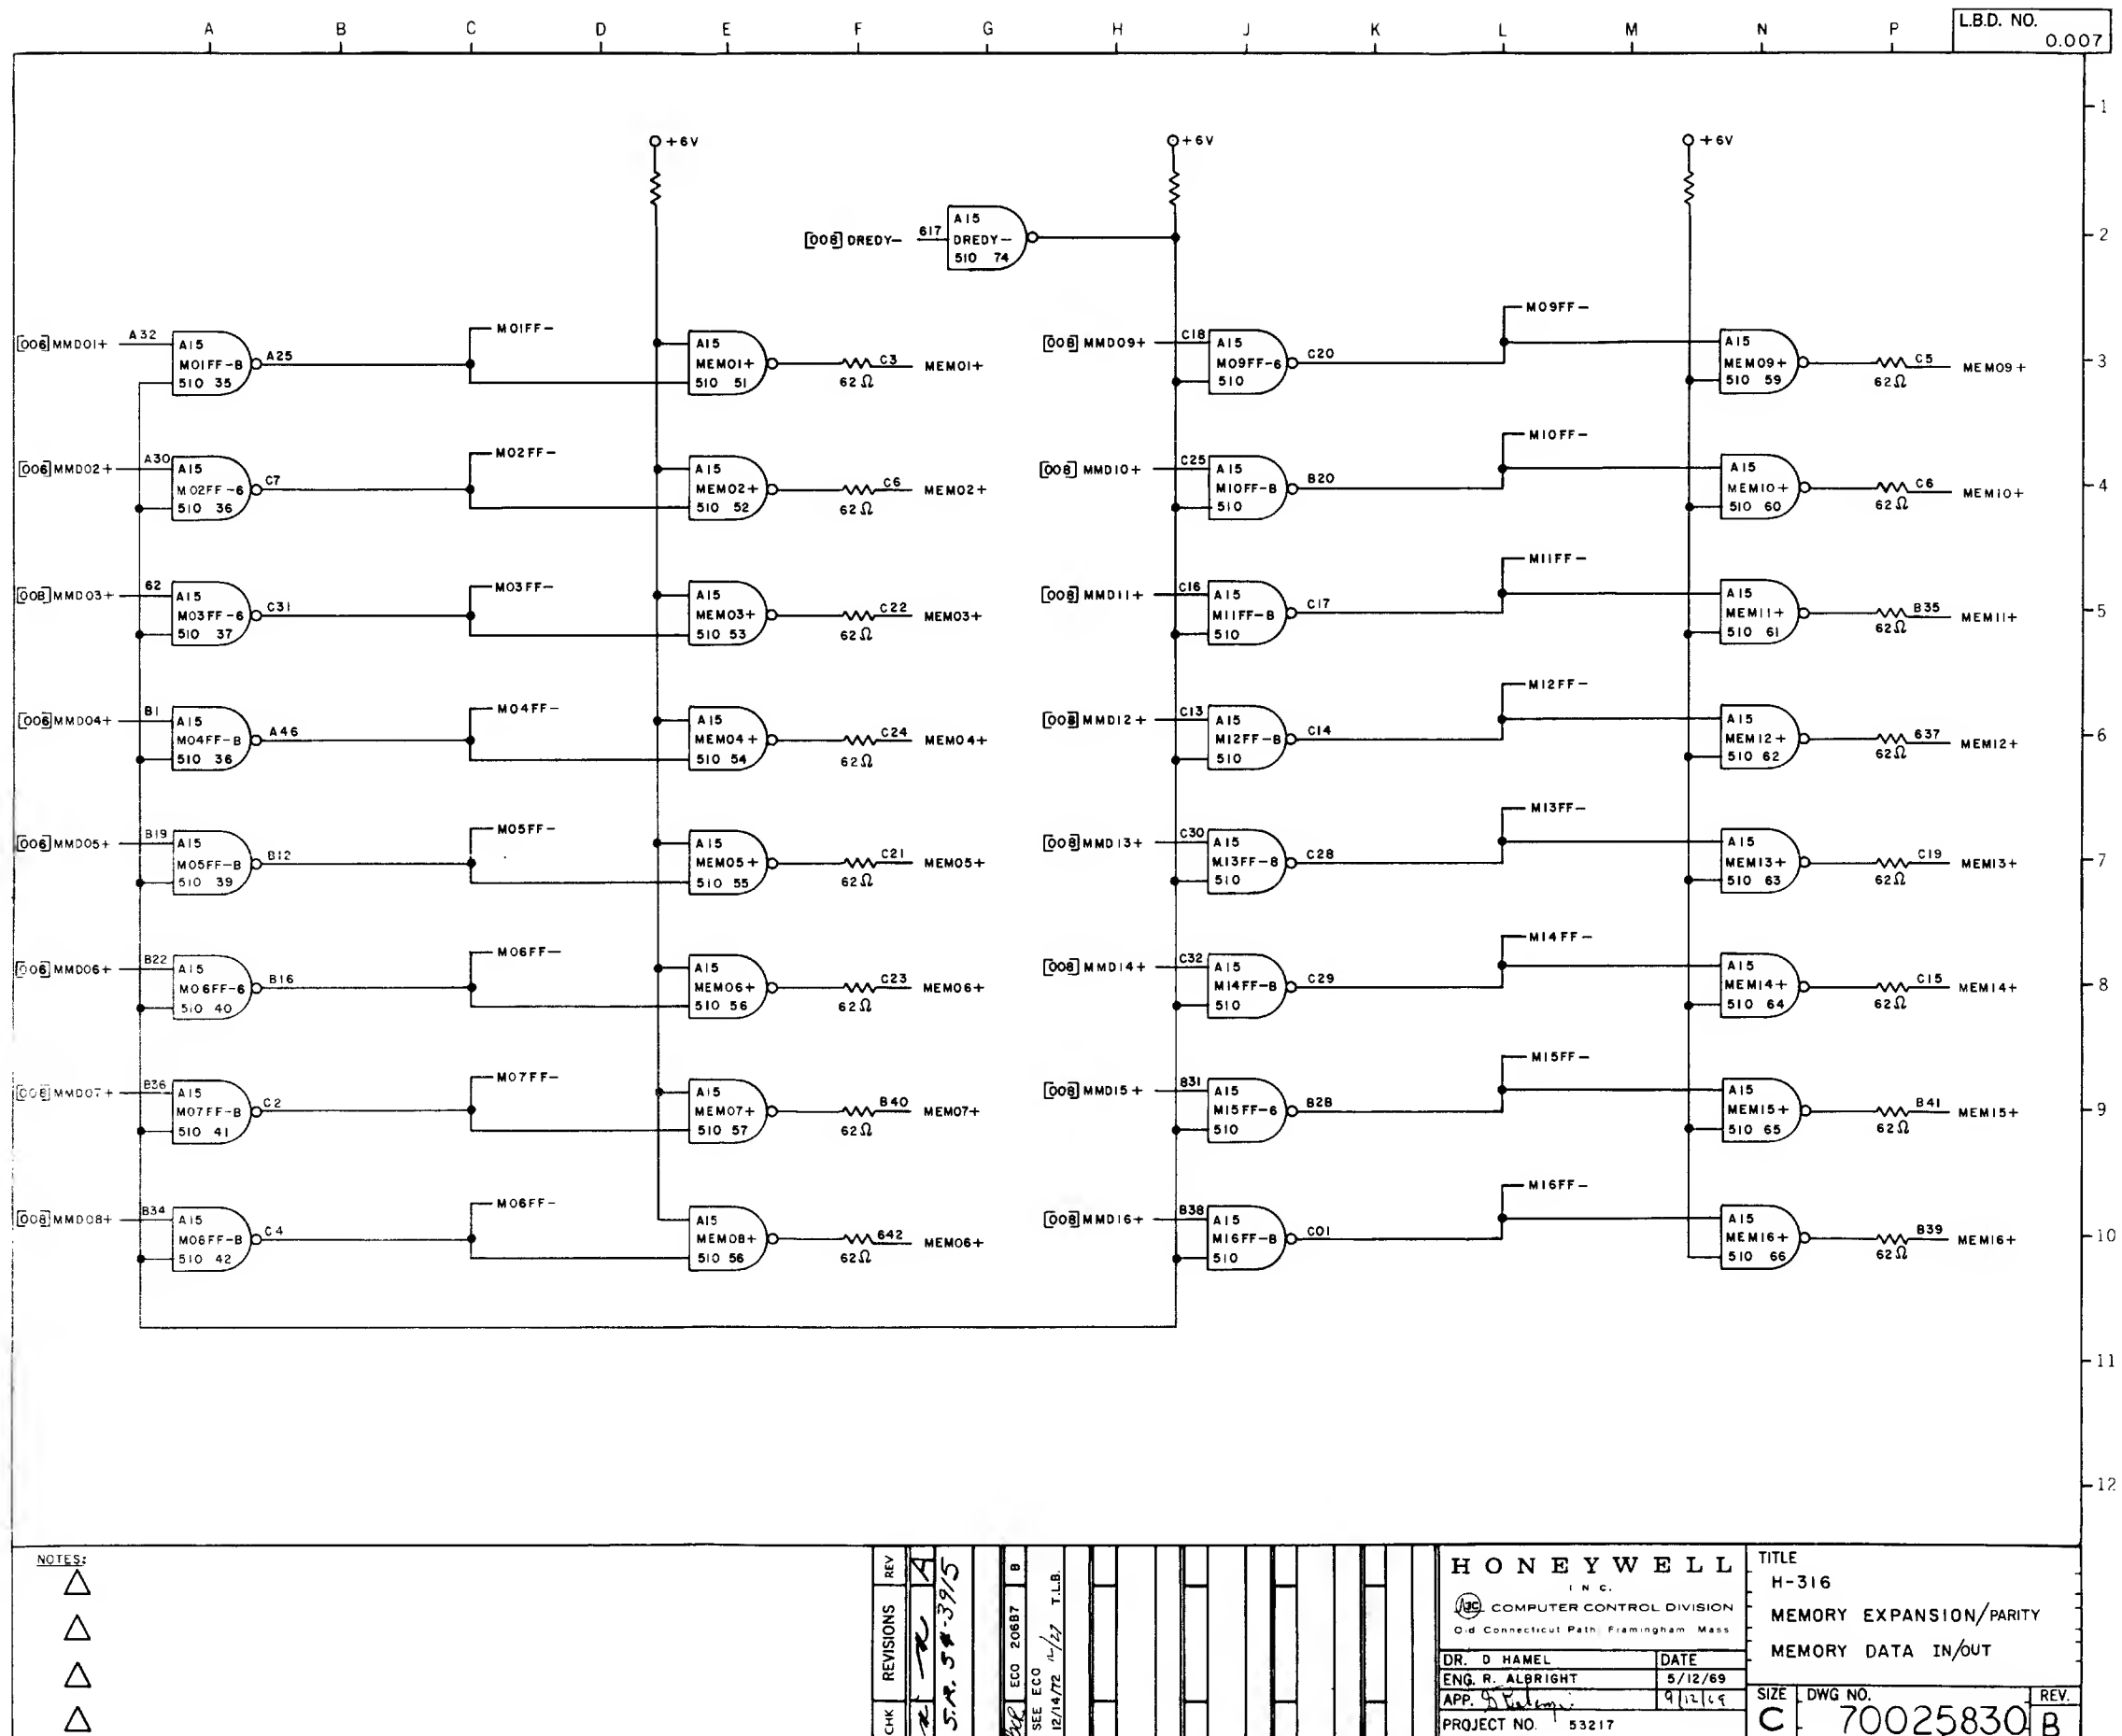 A B C D E F G H J K L M N P
L.B.D. NO.
0.007
1
2
3
4
5
6
7
8
9
10
11
12
+6V
+6V
+6V
[008] DREDY− 617 A15
DREDY−
510 74
[006] MMD01+ A32 A15
M01FF-8 A25
510 35
M01FF−
A15
MEM01+
510 51
62Ω C3 MEM01+
[006] MMD02+ A30 A15
M02FF-6 C7
510 36
M02FF−
A15
MEM02+
510 52
62Ω C6 MEM02+
[008] MMD03+ 62 A15
M03FF-6 C31
510 37
M03FF−
A15
MEM03+
510 53
62Ω C22 MEM03+
[006] MMD04+ B1 A15
M04FF-B A46
510 36
M04FF−
A15
MEM04+
510 54
62Ω C24 MEM04+
[006] MMD05+ B19 A15
M05FF-B B12
510 39
M05FF−
A15
MEM05+
510 55
62Ω C21 MEM05+
[006] MMD06+ B22 A15
M06FF-6 B16
510 40
M06FF−
A15
MEM06+
510 56
62Ω C23 MEM06+
[008] MMD07+ B36 A15
M07FF-B C2
510 41
M07FF−
A15
MEM07+
510 57
62Ω B40 MEM07+
[008] MMD08+ B34 A15
M08FF-B C4
510 42
M06FF−
A15
MEM08+
510 56
62Ω 642 MEM06+
[008] MMD09+ C18 A15
M09FF-6 C20
510
M09FF−
A15
MEM09+
510 59
62Ω C5 MEM09+
[008] MMD10+ C25 A15
M10FF-B B20
510
M10FF−
A15
MEM10+
510 60
62Ω C6 MEM10+
[008] MMD11+ C16 A15
M11FF-B C17
510
M11FF−
A15
MEM11+
510 61
62Ω B35 MEM11+
[008] MMD12+ C13 A15
M12FF-B C14
510
M12FF−
A15
MEM12+
510 62
62Ω 637 MEM12+
[008] MMD13+ C30 A15
M13FF-8 C28
510
M13FF−
A15
MEM13+
510 63
62Ω C19 MEM13+
[008] MMD14+ C32 A15
M14FF-B C29
510
M14FF−
A15
MEM14+
510 64
62Ω C15 MEM14+
[008] MMD15+ B31 A15
M15FF-6 B28
510
M15FF−
A15
MEM15+
510 65
62Ω B41 MEM15+
[008] MMD16+ B38 A15
M16FF-B C01
510
M16FF−
A15
MEM16+
510 66
62Ω B39 MEM16+
NOTES:
CHK REVISIONS REV
A
S.R. 54-3915
ECO 20687 B
SEE ECO
12/14/72 12/27 T.L.B.
HONEYWELL
INC.
COMPUTER CONTROL DIVISION
Old Connecticut Path Framingham Mass
DR. D HAMEL DATE
ENG. R. ALBRIGHT 5/12/69
APP. 9/12/69
PROJECT NO. 53217
TITLE
H-316
MEMORY EXPANSION/PARITY
MEMORY DATA IN/OUT
SIZE C
DWG NO. 70025830
REV. B